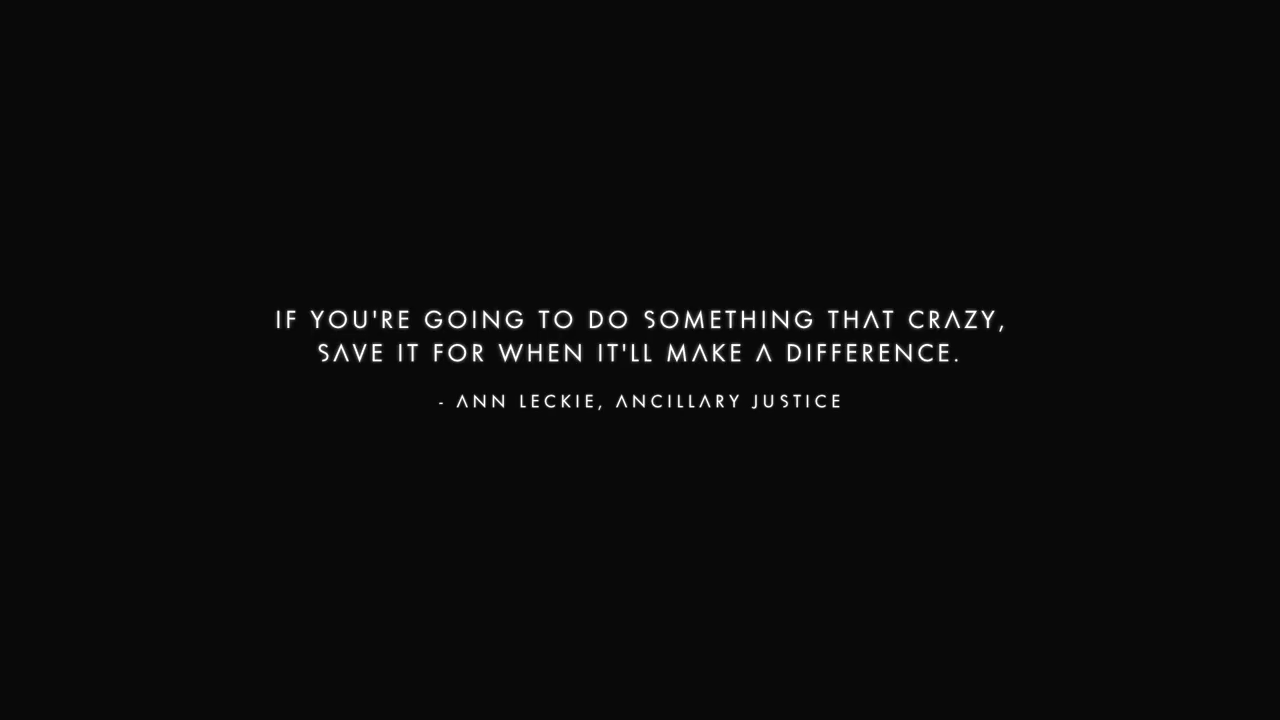 IF YOU'RE GOING TO DO SOMETHING THAT CRAZY,
SAVE IT FOR WHEN IT'LL MAKE A DIFFERENCE.
- ANN LECKIE, ANCILLARY JUSTICE